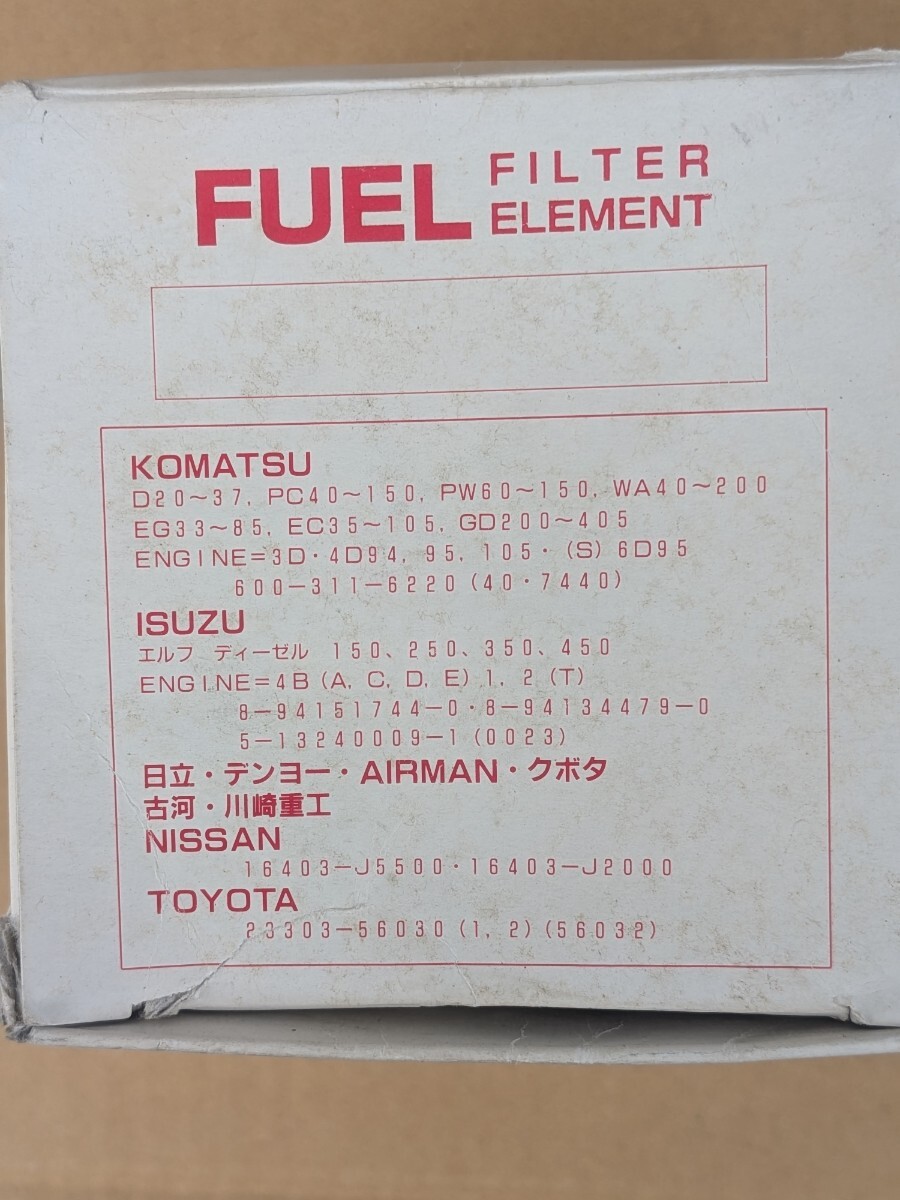 FUEL FILTER ELEMENT
KOMATSU
D20～37, PC40～150, PW60～150, WA40～200
EG33～85, EC35～105, GD200～405
ENGINE=3D・4D94, 95, 105・(S) 6D95
600-311-6220 (40・7440)
ISUZU
エルフ ディーゼル 150、250、350、450
ENGINE=4B (A, C, D, E) 1, 2 (T)
8-94151744-0・8-94134479-0
5-13240009-1 (0023)
日立・デンヨー・AIRMAN・クボタ
古河・川崎重工
NISSAN
16403-J5500・16403-J2000
TOYOTA
23303-56030 (1, 2) (56032)